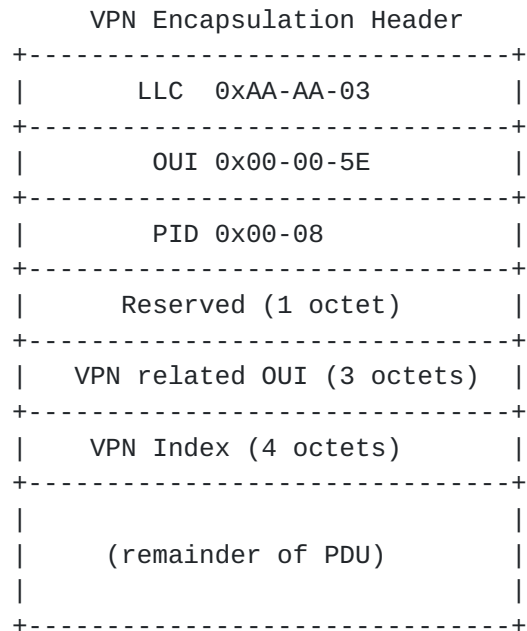 VPN Encapsulation Header
+-------------------------------+
|       LLC  0xAA-AA-03         |
+-------------------------------+
|        OUI 0x00-00-5E         |
+-------------------------------+
|        PID 0x00-08            |
+-------------------------------+
|      Reserved (1 octet)       |
+-------------------------------+
|   VPN related OUI (3 octets)  |
+-------------------------------+
|    VPN Index (4 octets)       |
+-------------------------------+
|                               |
|     (remainder of PDU)        |
|                               |
+-------------------------------+